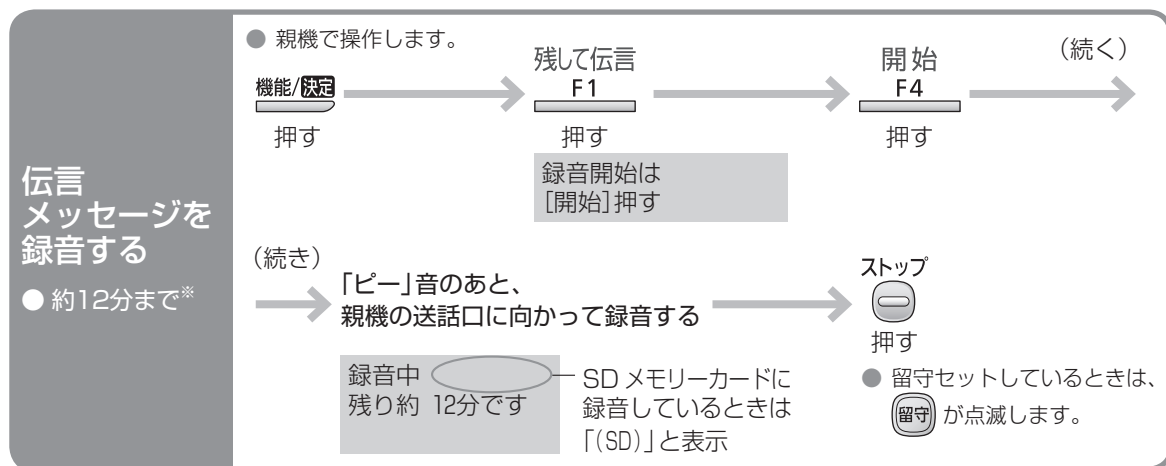 伝言
メッセージを
録音する
● 約12分まで※
● 親機で操作します。
機能/決定
押す
残して伝言
F1
押す
録音開始は
[開始]押す
開始
F4
押す
(続く)
(続き)
「ピー」音のあと、
親機の送話口に向かって録音する
録音中
残り約 12分です
SDメモリーカードに
録音しているときは
「(SD)」と表示
ストップ
押す
● 留守セットしているときは、
留守 が点滅します。